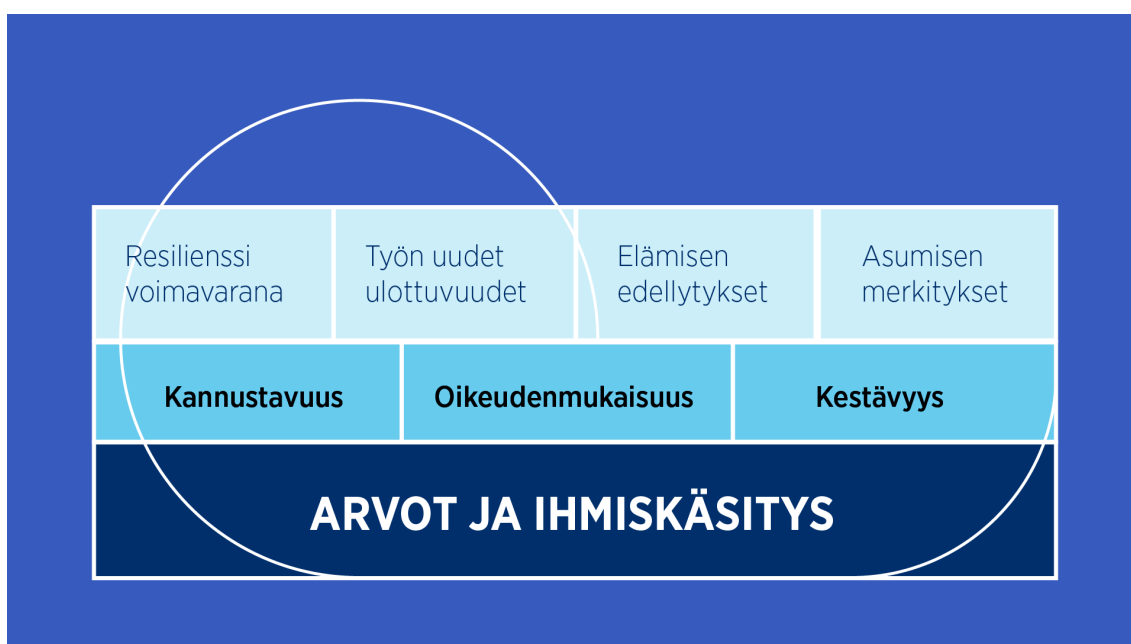 Resilienssi
voimavarana
Työn uudet
ulottuvuudet
Elämisen
edellytykset
Asumisen
merkitykset
Kannustavuus
Oikeudenmukaisuus
Kestävyys
ARVOT JA IHMISKÄSITYS